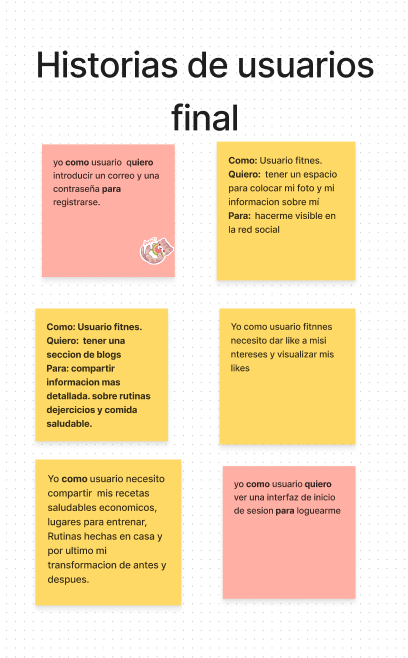 Historias de usuarios
final
yo como usuario quiero
introducir un correo y una
contraseña para
registrarse.
Como: Usuario fitnes.
Quiero: tener un espacio
para colocar mi foto y mi
informacion sobre mí
Para: hacerme visible en
la red social
Como: Usuario fitnes.
Quiero: tener una
seccion de blogs
Para: compartir
informacion mas
detallada. sobre rutinas
dejercicios y comida
saludable.
Yo como usuario fitnnes
necesito dar like a misi
ntereses y visualizar mis
likes
Yo como usuario necesito
compartir mis recetas
saludables economicos,
lugares para entrenar,
Rutinas hechas en casa y
por ultimo mi
transformacion de antes y
despues.
yo como usuario quiero
ver una interfaz de inicio
de sesion para loguearme